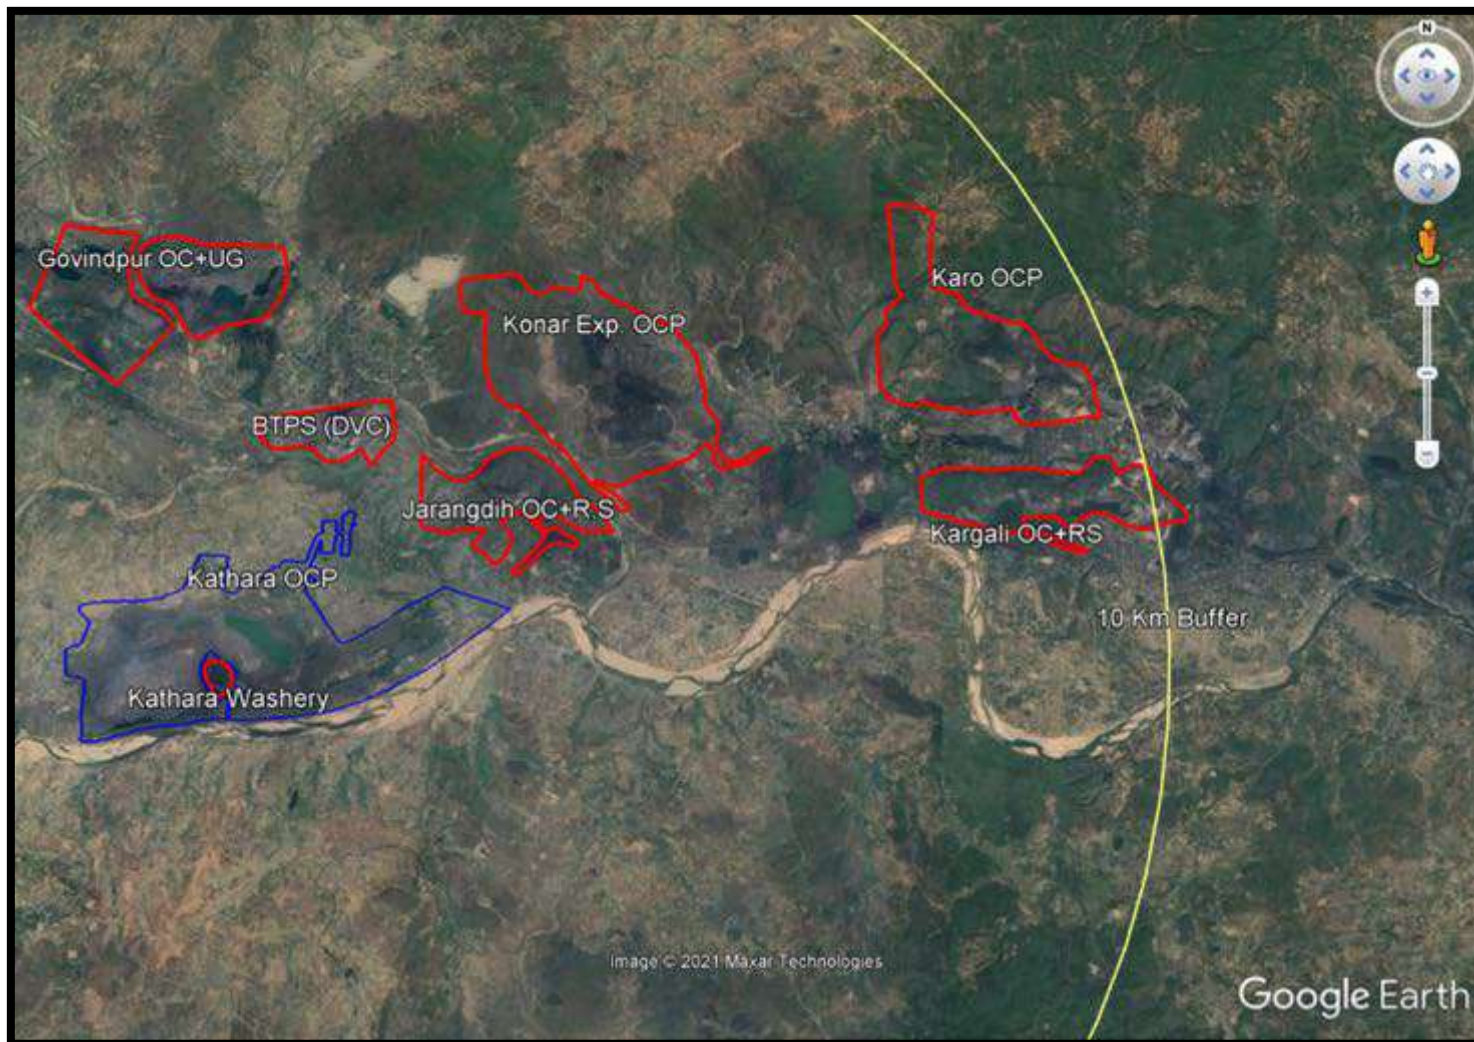 N
Govindpur OC+UG
Karo OCP
Konar Exp. OCP
BTPS (DVC)
Jarangdih OC+R.S
Kargali OC+RS
Kathara OCP
10 Km Buffer
Kathara Washery
Image © 2021 Maxar Technologies
Google Earth